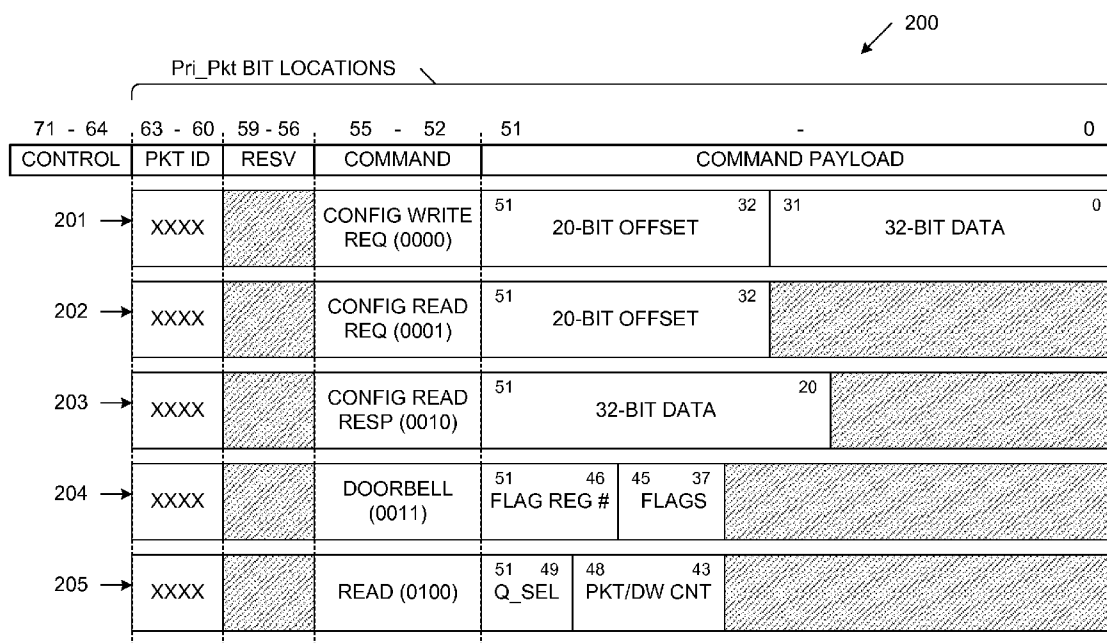 200
Pri_Pkt BIT LOCATIONS
71 - 64 63 - 60 59 - 56 55 - 52 51 - 0
CONTROL PKT ID RESV COMMAND COMMAND PAYLOAD
201 XXXX CONFIG WRITE REQ (0000) 51 20-BIT OFFSET 32 31 32-BIT DATA 0
202 XXXX CONFIG READ REQ (0001) 51 20-BIT OFFSET 32
203 XXXX CONFIG READ RESP (0010) 51 32-BIT DATA 20
204 XXXX DOORBELL (0011) 51 46 FLAG REG # 45 37 FLAGS
205 XXXX READ (0100) 51 49 Q_SEL 48 43 PKT/DW CNT